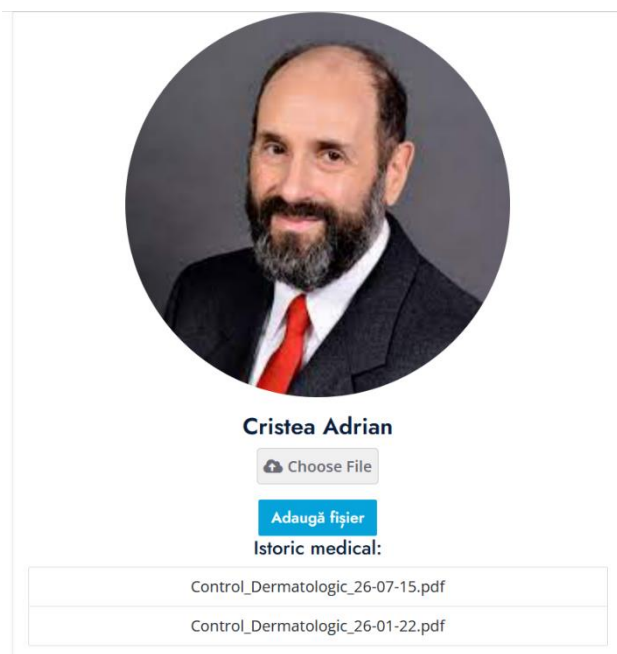 Cristea Adrian
Choose File
Adaugă fișier
Istoric medical:
Control_Dermatologic_26-07-15.pdf
Control_Dermatologic_26-01-22.pdf